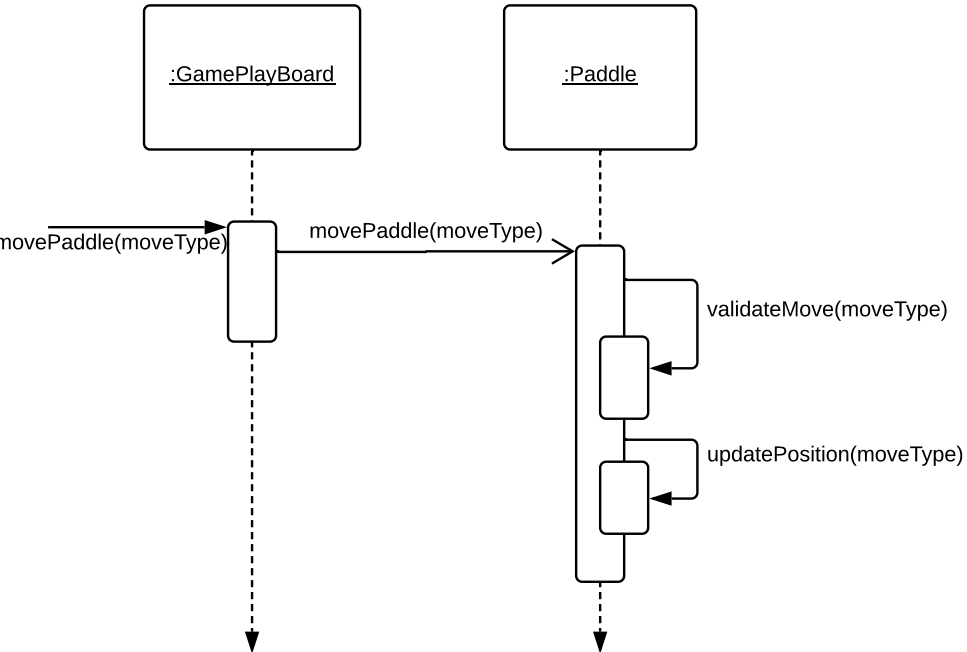 :GamePlayBoard
:Paddle
movePaddle(moveType)
movePaddle(moveType)
validateMove(moveType)
updatePosition(moveType)